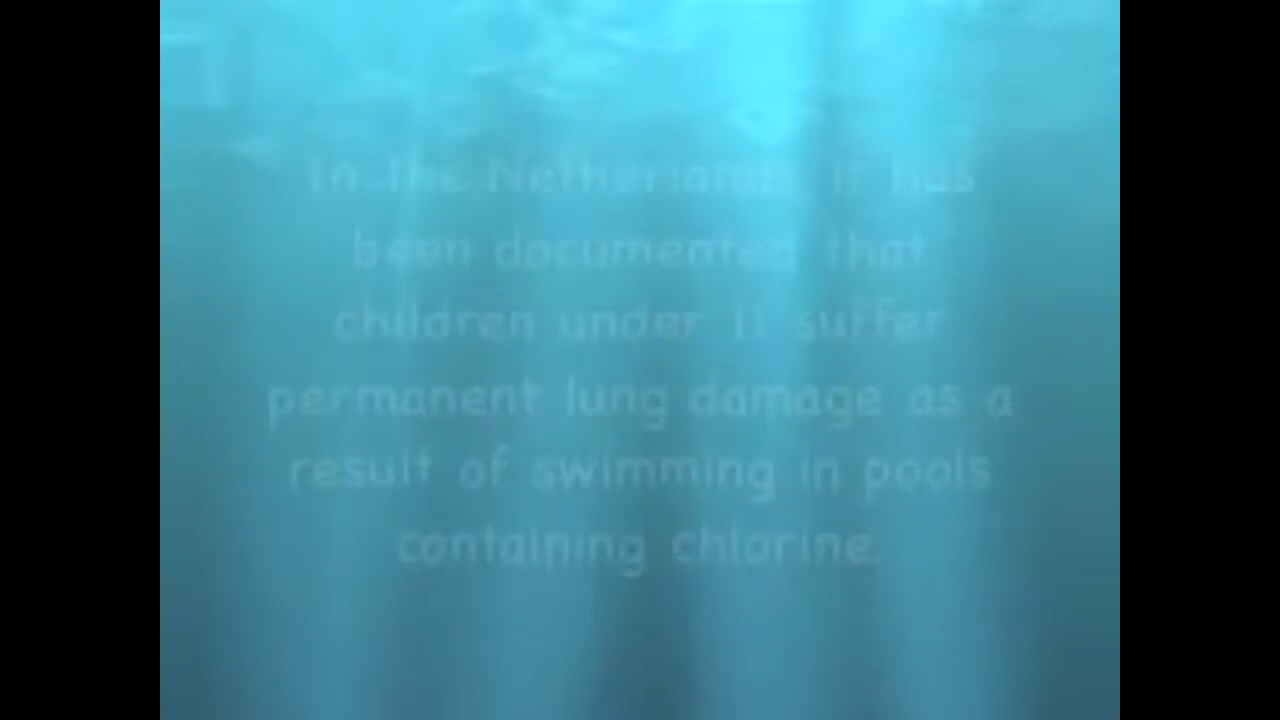 In the Netherlands it has
been documented that
children under 11 suffer
permanent lung damage as a
result of swimming in pools
containing chlorine.